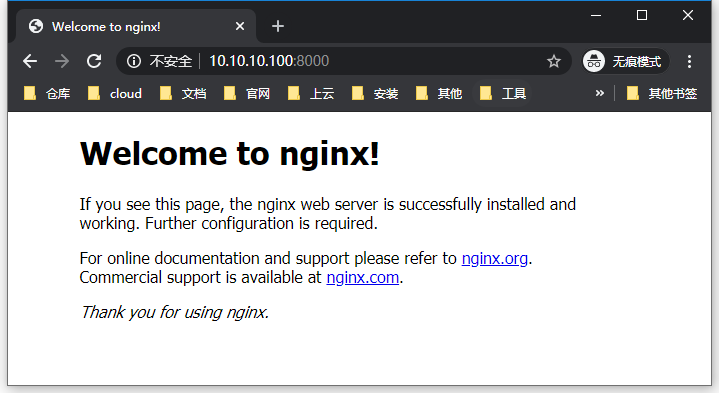 Welcome to nginx!
不安全 10.10.10.100:8000 无痕模式
仓库 cloud 文档 官网 上云 安装 其他 工具 » 其他书签
Welcome to nginx!
If you see this page, the nginx web server is successfully installed and
working. Further configuration is required.
For online documentation and support please refer to nginx.org.
Commercial support is available at nginx.com.
Thank you for using nginx.